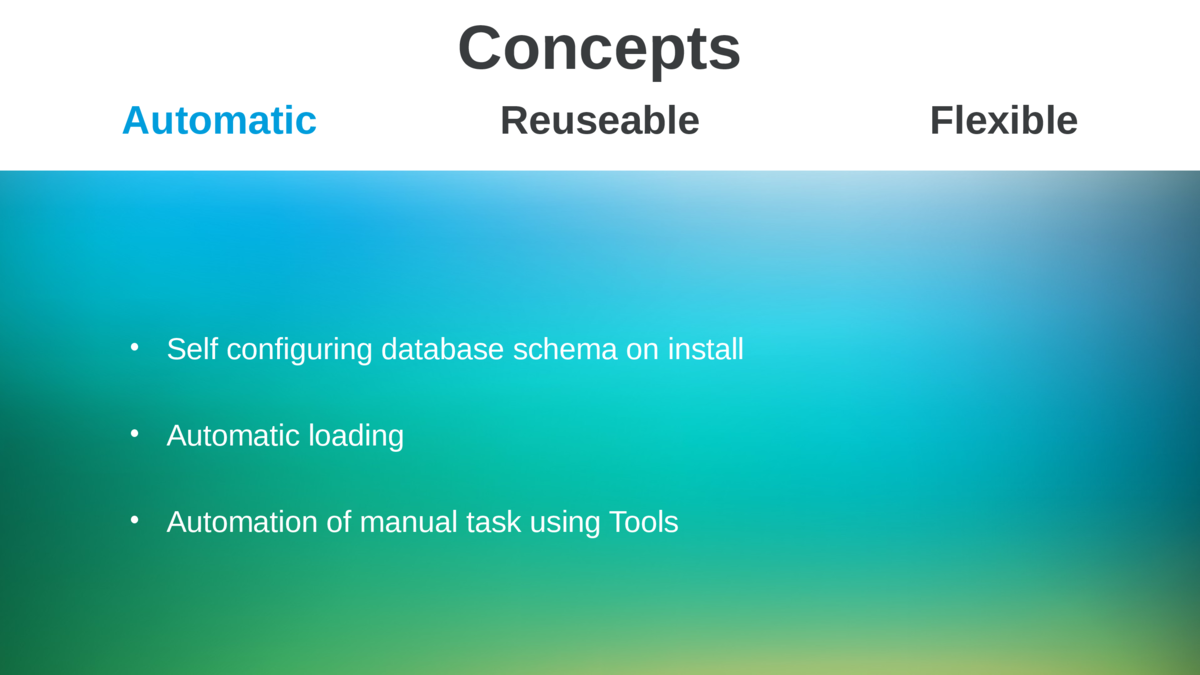 Concepts
Automatic Reuseable Flexible
• Self configuring database schema on install
• Automatic loading
• Automation of manual task using Tools